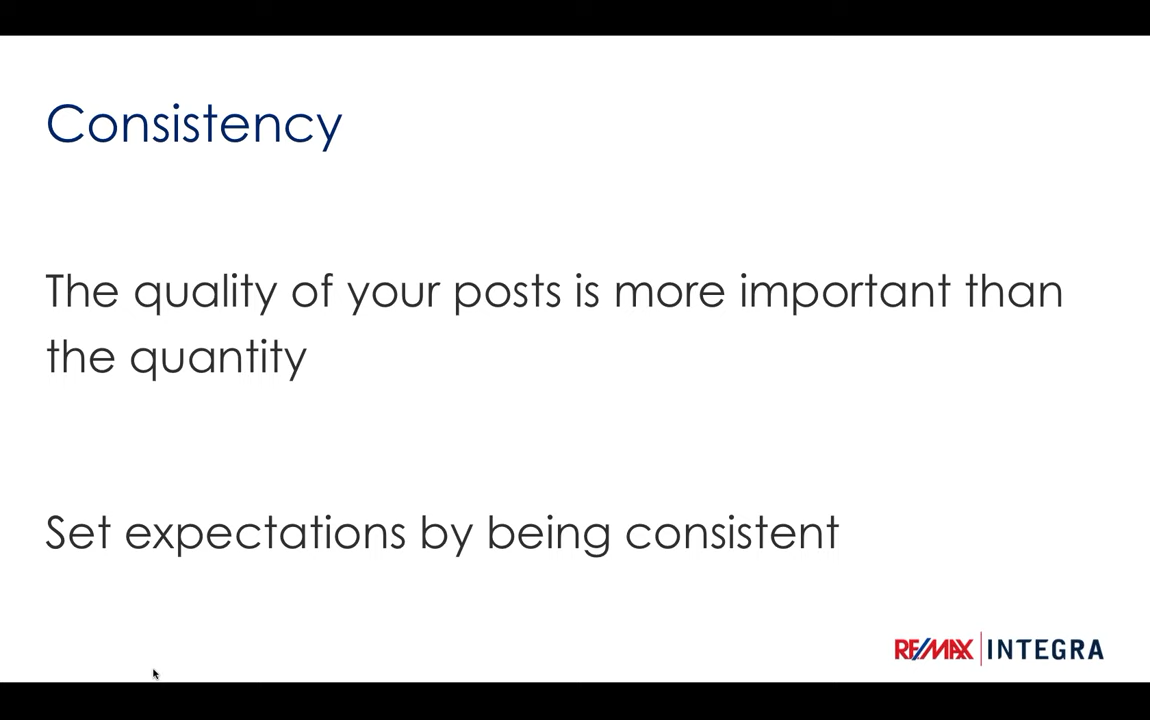 Consistency
The quality of your posts is more important than
the quantity
Set expectations by being consistent
RE/MAX INTEGRA